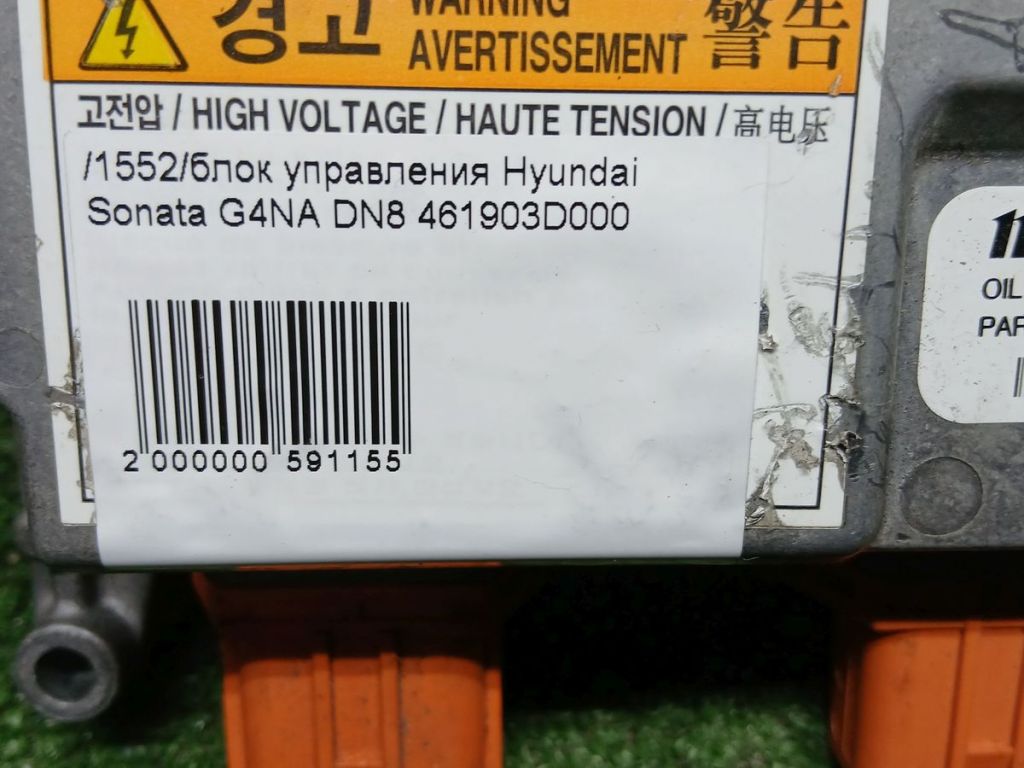 경고
WARNING
AVERTISSEMENT
警告
고전압 / HIGH VOLTAGE / HAUTE TENSION / 高电压
/1552/блок управления Hyundai
Sonata G4NA DN8 461903D000
2 000000 591155
OIL
PAR